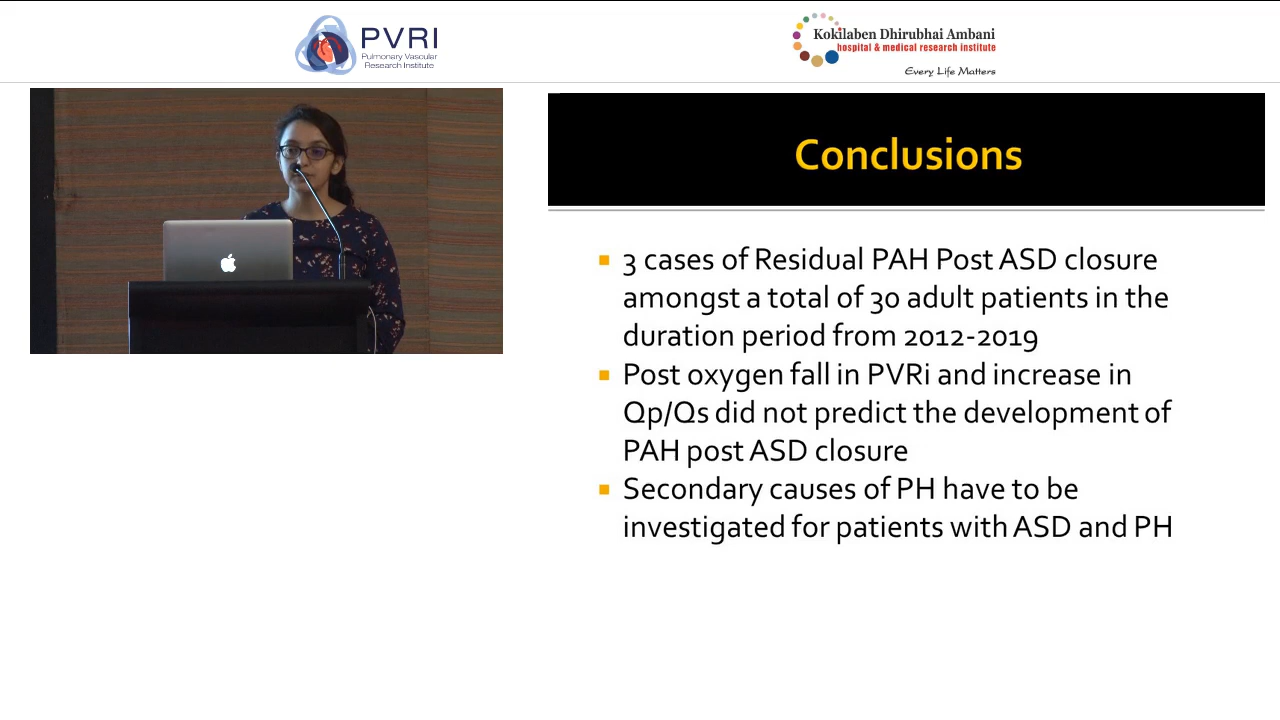 PVRI
Pulmonary Vascular
Research Institute
Kokilaben Dhirubhai Ambani
hospital & medical research institute
Every Life Matters
Conclusions
3 cases of Residual PAH Post ASD closure
amongst a total of 30 adult patients in the
duration period from 2012-2019
Post oxygen fall in PVRi and increase in
Qp/Qs did not predict the development of
PAH post ASD closure
Secondary causes of PH have to be
investigated for patients with ASD and PH